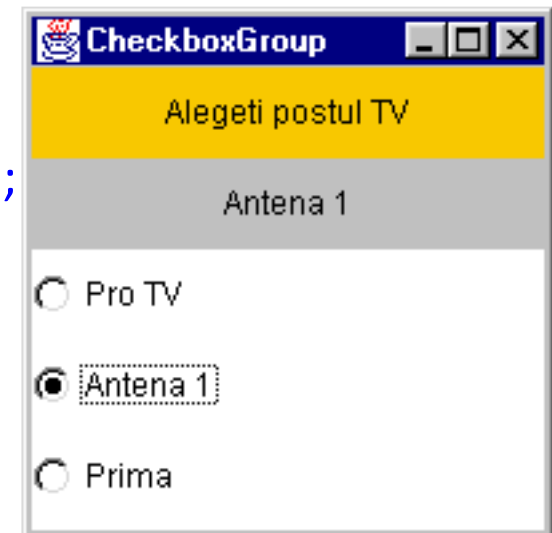 CheckboxGroup
Alegeti postul TV
;
Antena 1
Pro TV
Antena 1
Prima